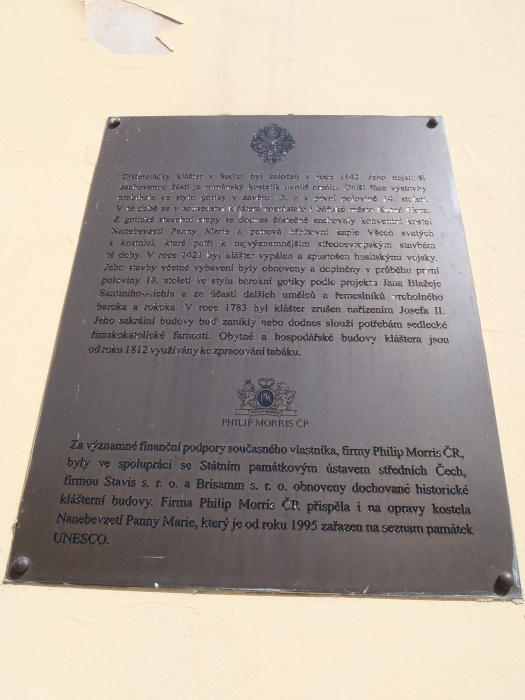 Cisterciácký klášter v Sedlci byl založen v roce 1142. Jeho nejstarší
zachovanou částí je románský kostelík uvnitř areálu. Další fáze výstavby
probíhala ve stylu gotiky v závěru 13. a v první polovině 14. století.
V té době se v sousedství kláštera
Z gotické stavební etapy se dodnes částečně zachovaly konventní kostel
Nanebevzetí Panny Marie a patrová hřbitovní kaple Všech svatých
s kostnicí, které patří k nejvýznamnějším středoevropským stavbám
té doby. V roce 1421 byl klášter vypálen a zpustošen husitskými vojsky.
Jeho stavby včetně vybavení byly obnoveny a doplněny v průběhu první
poloviny 18. století ve stylu barokní gotiky podle projektu Jana Blažeje
Santiniho-Aichla a za účasti dalších umělců a řemeslníků vrcholného
baroka a rokoka. V roce 1783 byl klášter zrušen nařízením Josefa II.
Jeho sakrální budovy buď zanikly nebo dodnes slouží potřebám sedlecké
římskokatolické farnosti. Obytné a hospodářské budovy kláštera jsou
od roku 1812 využívány ke zpracování tabáku.
PM
PHILIP MORRIS ČR
Za významné finanční podpory současného vlastníka, firmy Philip Morris ČR,
byly ve spolupráci se Státním památkovým ústavem středních Čech,
firmou Stavis s. r. o. a Brisamm s. r. o. obnoveny dochované historické
klášterní budovy. Firma Philip Morris ČR přispěla i na opravy kostela
Nanebevzetí Panny Marie, který je od roku 1995 zařazen na seznam památek
UNESCO.